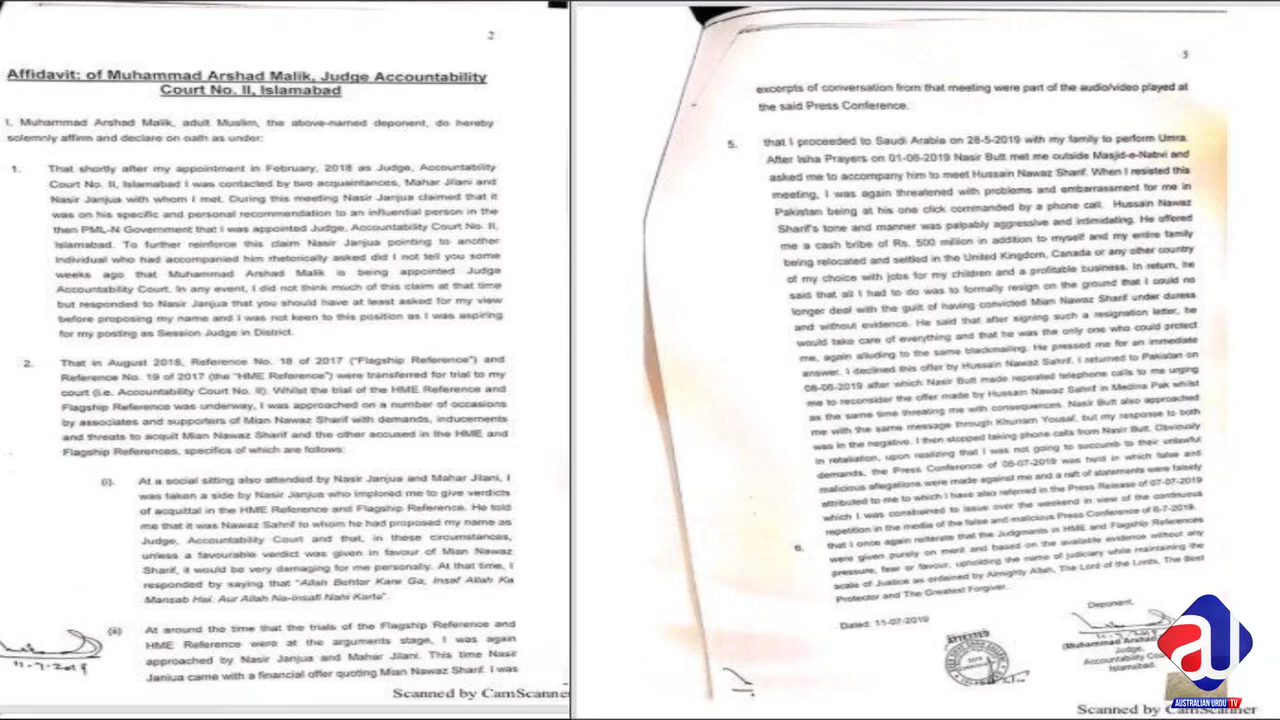 2
Affidavit: of Muhammad Arshad Malik, Judge Accountability
Court No. II, Islamabad
I, Muhammad Arshad Malik, adult Muslim, the above-named deponent, do hereby
solemnly affirm and declare on oath as under:
1. That shortly after my appointment in February, 2018 as Judge, Accountability
Court No. II, Islamabad I was contacted by two acquaintances, Mahar Jilani and
Nasir Janjua with whom I met. During this meeting Nasir Janjua claimed that it
was on his specific and personal recommendation to an influential person in the
then PML-N Government that I was appointed Judge, Accountability Court No. II,
Islamabad. To further reinforce this claim Nasir Janjua pointing to another
individual who had accompanied him rhetorically asked did I not tell you some
weeks ago that Muhammad Arshad Malik is being appointed Judge
Accountability Court. In any event, I did not think much of this claim at that time
but responded to Nasir Janjua that you should have at least asked for my view
before proposing my name and I was not keen to this position as I was aspiring
for my posting as Session Judge in District.
2. That in August 2018, Reference No. 18 of 2017 ("Flagship Reference") and
Reference No. 19 of 2017 (the "HME Reference") were transferred for trial to my
court (i.e. Accountability Court No. II). Whilst the trial of the HME Reference and
Flagship Reference was underway, I was approached on a number of occasions
by associates and supporters of Mian Nawaz Sharif with demands, inducements
and threats to acquit Mian Nawaz Sharif and the other accused in the HME and
Flagship References, specifics of which are follows:
(i). At a social sitting also attended by Nasir Janjua and Mahar Jilani, I
was taken a side by Nasir Janjua who implored me to give verdicts
of acquittal in the HME Reference and Flagship Reference. He told
me that it was Nawaz Sahrif to whom he had proposed my name as
Judge, Accountability Court and that, in these circumstances,
unless a favourable verdict was given in favour of Mian Nawaz
Sharif, it would be very damaging for me personally. At that time, I
responded by saying that "Allah Behtar Kare Ga, Insaf Allah Ka
Mansab Hai. Aur Allah Na-Insafi Nahi Karta".
(ii) At around the time that the trials of the Flagship Reference and
HME Reference were at the arguments stage, I was again
approached by Nasir Janjua and Mahar Jilani. This time Nasir
Janjua came with a financial offer quoting Mian Nawaz Sharif. I was
11-7-2019
Scanned by CamScanner
5
excerpts of conversation from that meeting were part of the audio/video played at
the said Press Conference.
5. that I proceeded to Saudi Arabia on 28-5-2019 with my family to perform Umra.
After Isha Prayers on 01-06-2019 Nasir Butt met me outside Masjid-e-Nabvi and
asked me to accompany him to meet Hussain Nawaz Sharif. When I resisted this
meeting, I was again threatened with problems and embarrassment for me in
Pakistan being at his one click commanded by a phone call. Hussain Nawaz
Sharif's tone and manner was palpably aggressive and intimidating. He offered
me a cash bribe of Rs. 500 million in addition to myself and my entire family
being relocated and settled in the United Kingdom, Canada or any other country
of my choice with jobs for my children and a profitable business. In return, he
said that all I had to do was to formally resign on the ground that I could no
longer deal with the guilt of having convicted Mian Nawaz Sharif under duress
and without evidence. He said that after signing such a resignation letter, he
would take care of everything and that he was the only one who could protect
me, again alluding to the same blackmailing. He pressed me for an immediate
answer. I declined this offer by Hussain Nawaz Sahrif. I returned to Pakistan on
08-06-2019 after which Nasir Butt made repeated telephone calls to me urging
me to reconsider the offer made by Hussain Nawaz Sahrif in Medina Pak whilst
as the same time threating me with consequences. Nasir Butt also approached
me with the same message through Khurram Yousaf, but my response to both
was in the negative. I then stopped taking phone calls from Nasir Butt. Obviously
in retaliation, upon realizing that I was not going to succumb to their unlawful
demands, the Press Conference of 06-07-2019 was held in which false and
malicious allegations were made against me and a raft of statements were falsely
attributed to me to which I have also referred in the Press Release of 07-07-2019
which I was constrained to issue over the weekend in view of the continuous
repetition in the media of the false and malicious Press Conference of 6-7-2019.
6. that I once again reiterate that the Judgments in HME and Flagship References
were given purely on merit and based on the available evidence without any
pressure, fear or favour, upholding the name of judiciary while maintaining the
scale of Justice as ordained by Almighty Allah, The Lord of the Lords, The Best
Protector and The Greatest Forgiver.
Dated: 11-07-2019
Deponent,
ATTESTED
(Muhammad Arshad
Judge,
Accountability Cou
Islamabad.
Scanned by CamScanner
AUSTRALIAN URDU TV